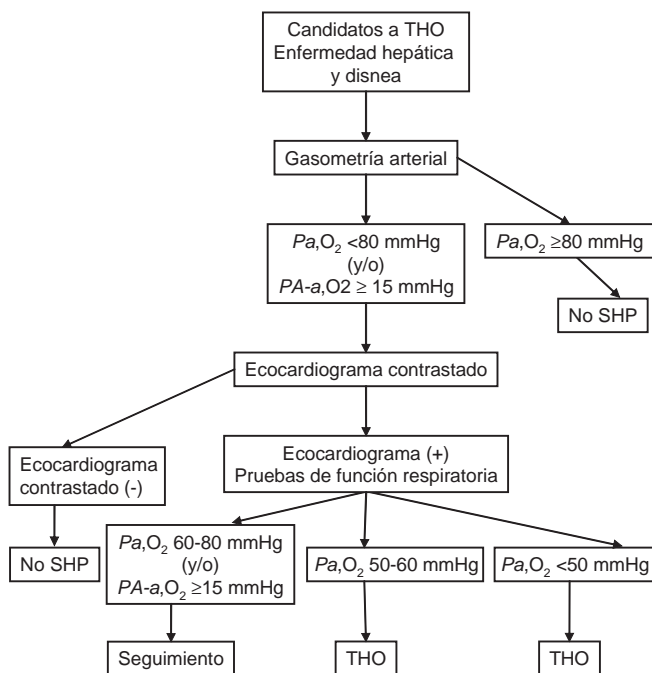 Candidatos a THO
Enfermedad hepática
y disnea
Gasometría arterial
Pa,O₂ <80 mmHg
(y/o)
PA-a,O2 ≥ 15 mmHg
Pa,O₂ ≥80 mmHg
No SHP
Ecocardiograma contrastado
Ecocardiograma
contrastado (-)
Ecocardiograma (+)
Pruebas de función respiratoria
No SHP
Pa,O₂ 60-80 mmHg
(y/o)
PA-a,O₂ ≥15 mmHg
Pa,O₂ 50-60 mmHg
Pa,O₂ <50 mmHg
Seguimiento
THO
THO